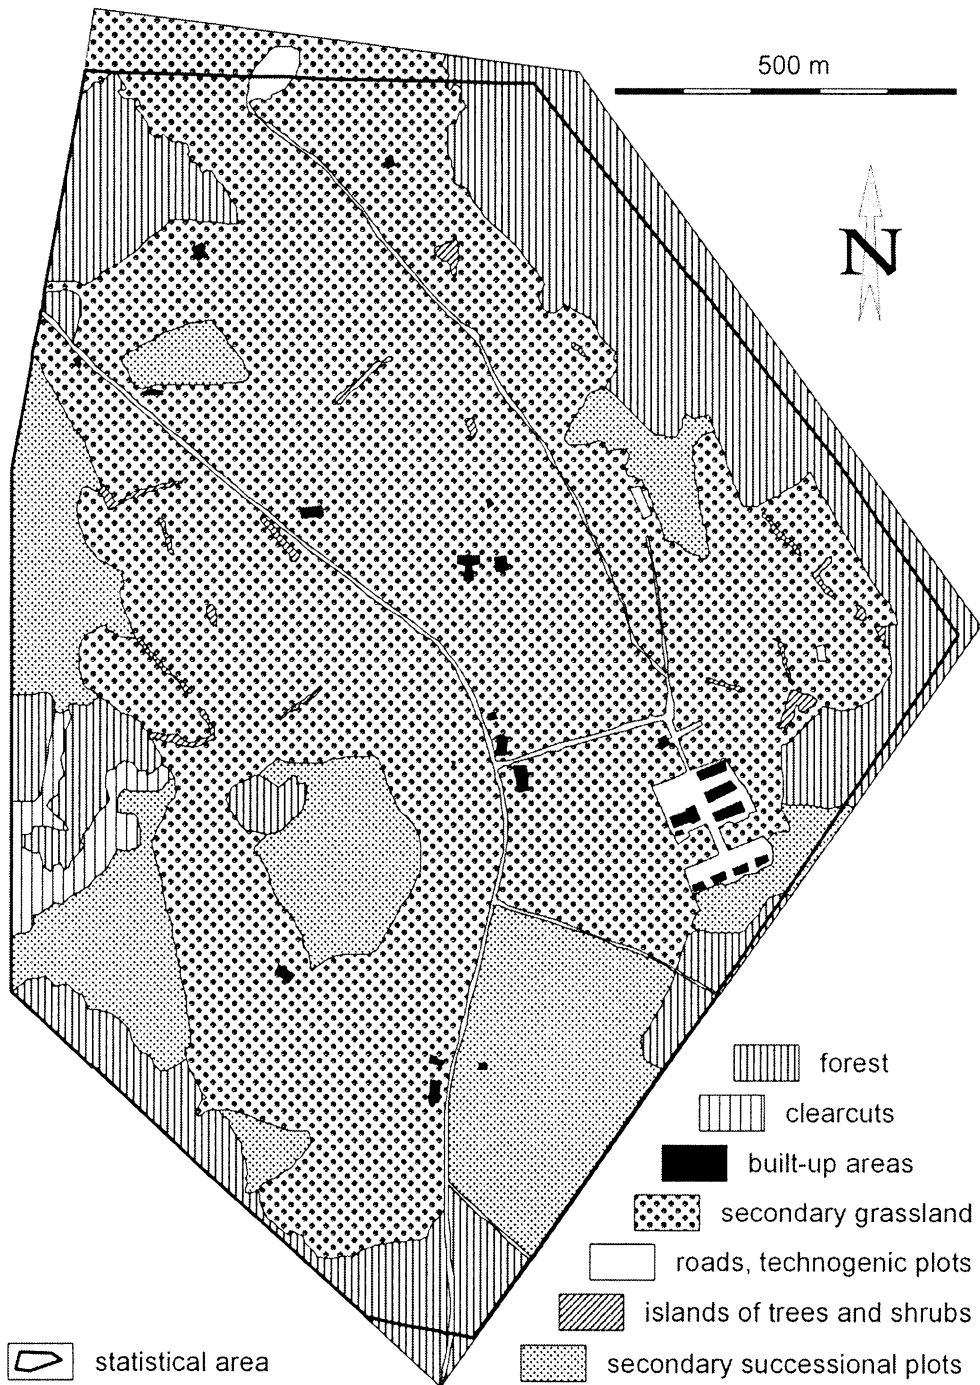 500 m
N
forest
clearcuts
built-up areas
secondary grassland
roads, technogenic plots
islands of trees and shrubs
statistical area
secondary successional plots